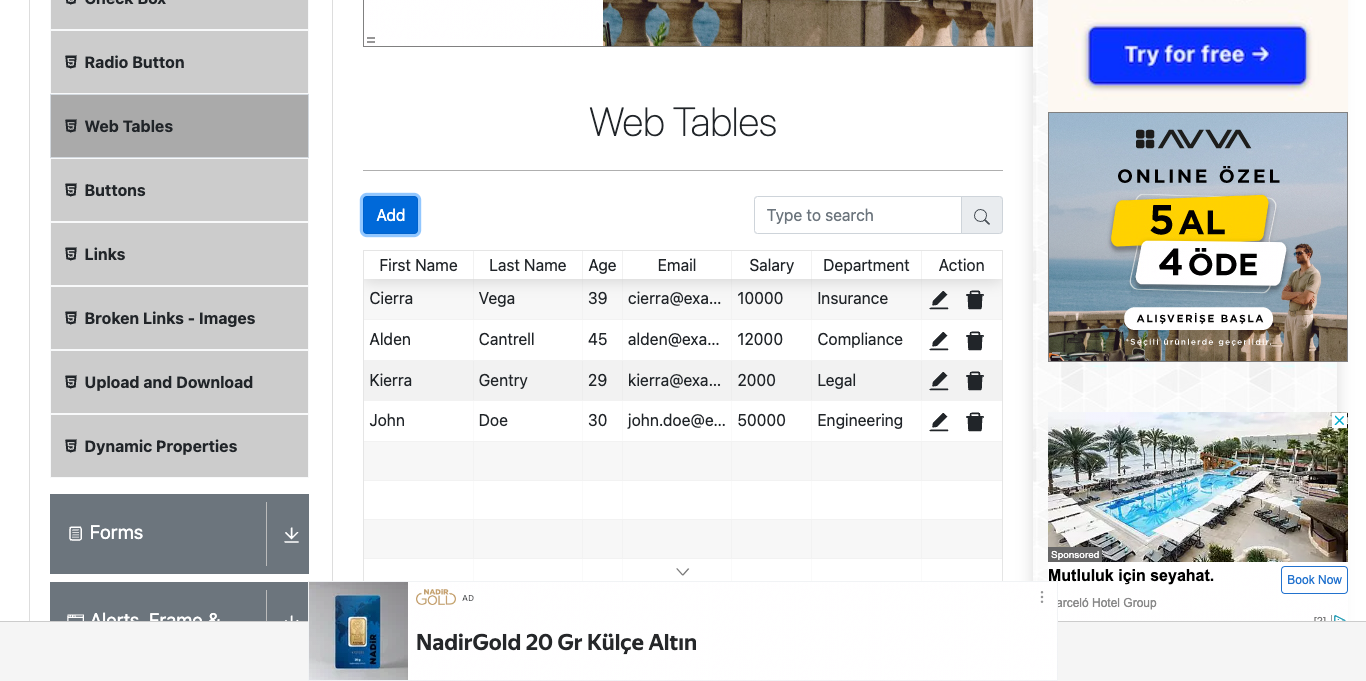 Check Box
Radio Button
Web Tables
Buttons
Links
Broken Links - Images
Upload and Download
Dynamic Properties
Forms
Alerts, Frame &
Web Tables
Add
Type to search
First Name Last Name Age Email Salary Department Action
Cierra Vega 39 cierra@exa... 10000 Insurance
Alden Cantrell 45 alden@exa... 12000 Compliance
Kierra Gentry 29 kierra@exa... 2000 Legal
John Doe 30 john.doe@e... 50000 Engineering
Try for free →
AVVA
ONLINE ÖZEL
5 AL
4 ÖDE
ALIŞVERİŞE BAŞLA
*Seçili ürünlerde geçerlidir.
Sponsored
Mutluluk için seyahat.
Barceló Hotel Group
Book Now
NADIR
GOLD AD
NadirGold 20 Gr Külçe Altın
NADIR